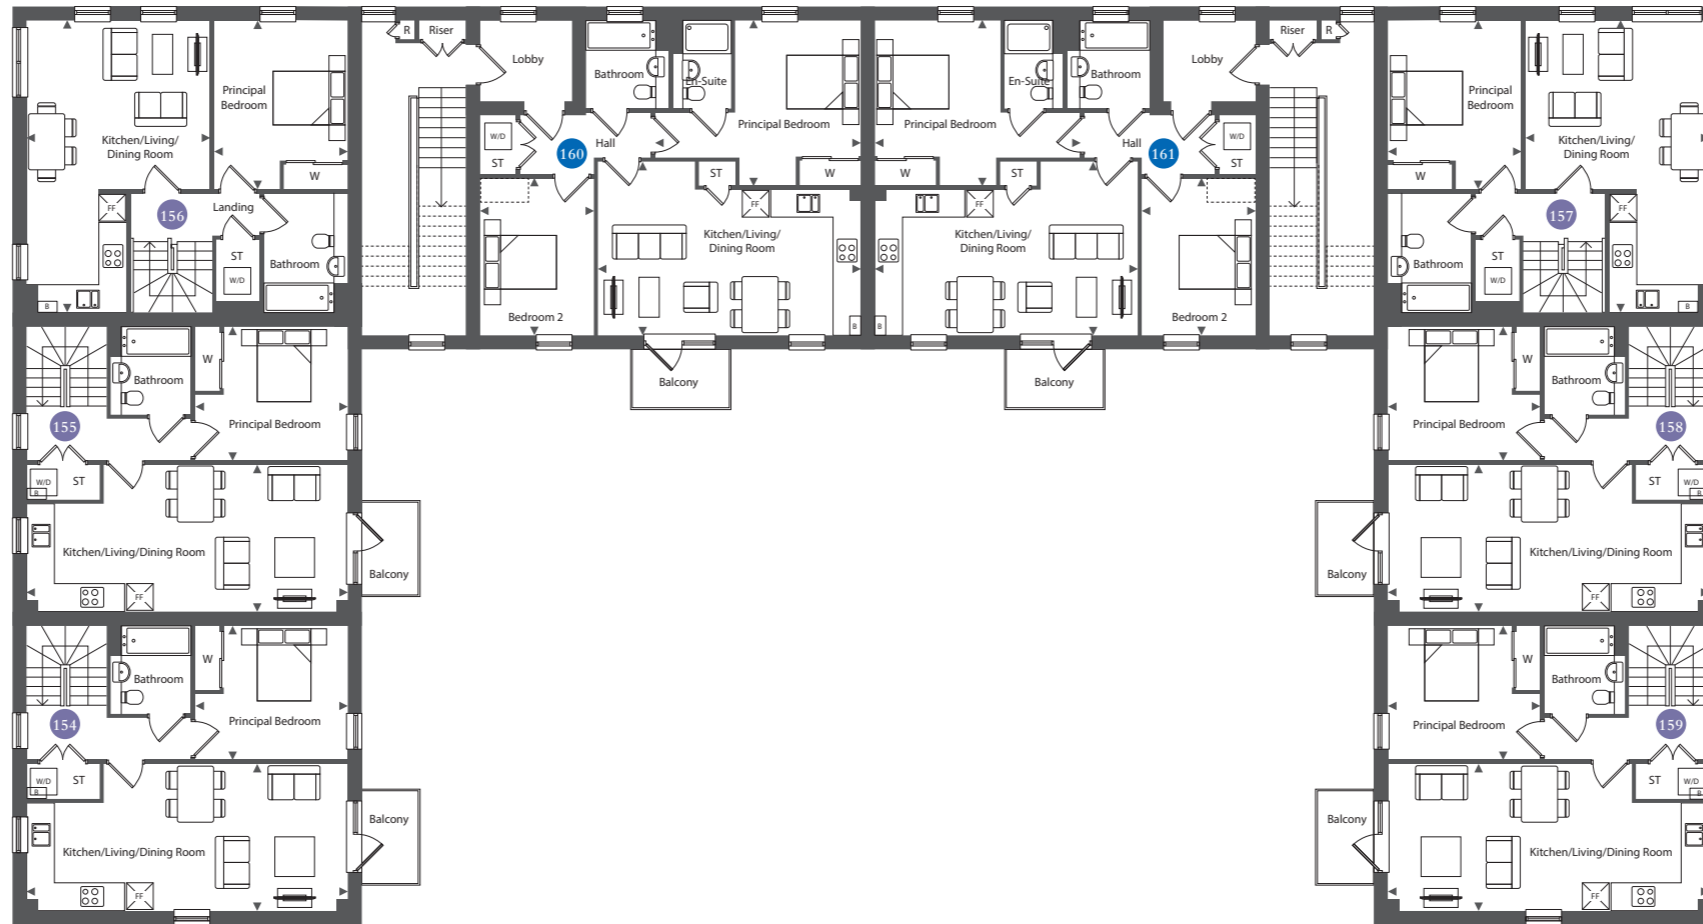 Kitchen/Living/
Dining Room
Principal
Bedroom
W
FF
156
Landing
ST
W/D
Bathroom
B
R
Riser
Lobby
Bathroom
En-Suite
Principal Bedroom
W/D
ST
160
Hall
ST
W
FF
Kitchen/Living/
Dining Room
Bedroom 2
B
Balcony
Principal Bedroom
En-Suite
Bathroom
Lobby
Riser
R
W
ST
Hall
161
W/D
ST
FF
Kitchen/Living/
Dining Room
Bedroom 2
B
Balcony
Principal
Bedroom
Kitchen/Living/
Dining Room
W
157
FF
ST
W/D
Bathroom
B
Bathroom
W
155
Principal Bedroom
W/D
B
ST
Kitchen/Living/Dining Room
FF
Balcony
W
Bathroom
Principal Bedroom
158
ST
W/D
B
Kitchen/Living/Dining Room
FF
Balcony
Bathroom
W
154
Principal Bedroom
W/D
B
ST
Kitchen/Living/Dining Room
FF
Balcony
W
Bathroom
Principal Bedroom
159
ST
W/D
B
Kitchen/Living/Dining Room
FF
Balcony